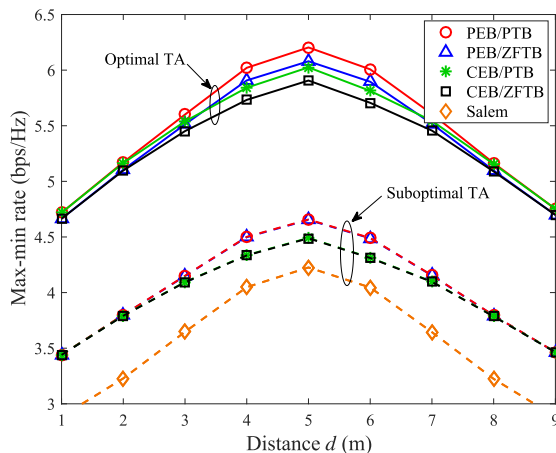 6.5
6
5.5
5
4.5
4
3.5
3
Max-min rate (bps/Hz)
Optimal TA
PEB/PTB
PEB/ZFTB
CEB/PTB
CEB/ZFTB
Salem
Suboptimal TA
1 2 3 4 5 6 7 8 9
Distance d (m)